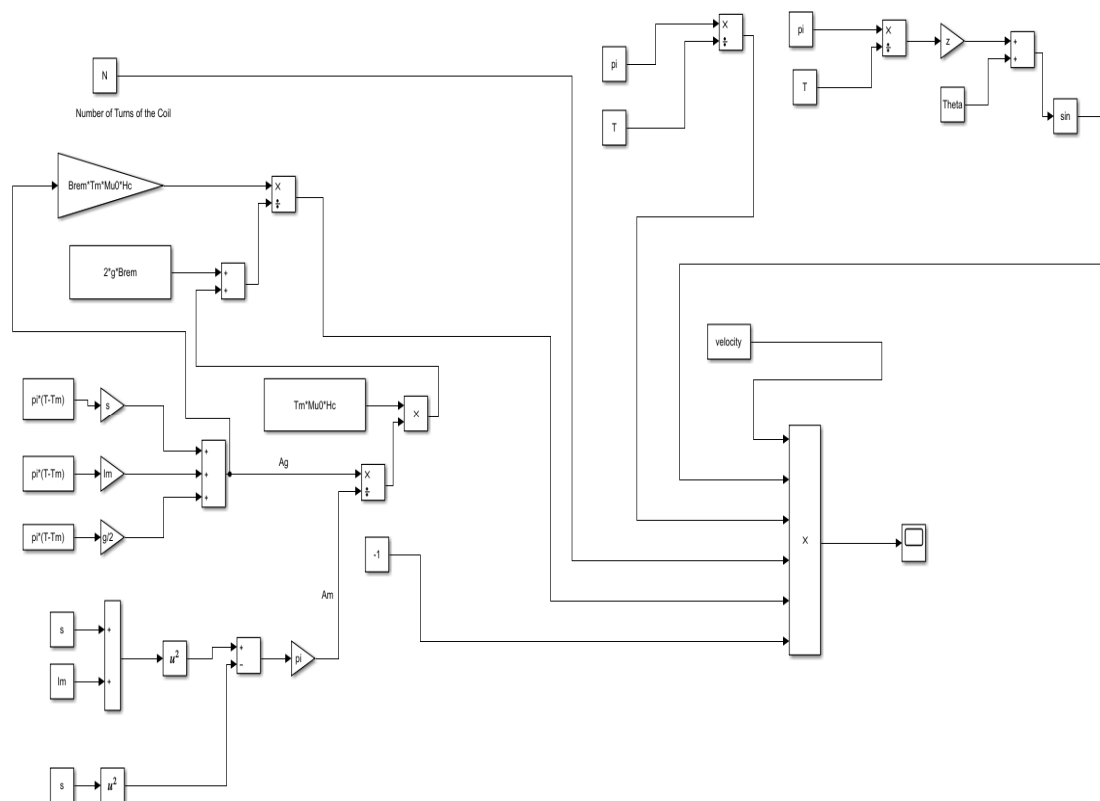 pi
×
÷
T
pi
×
÷
T
z
Theta
+
+
sin
N
Number of Turns of the Coil
Brem*Tm*Mu0*Hc
×
÷
2*g*Brem
+
+
velocity
pi*(T-Tm)
s
Tm*Mu0*Hc
×
pi*(T-Tm)
lm
+
+
+
Ag
×
÷
pi*(T-Tm)
g/2
-1
×
Am
s
lm
+
+
u²
+
−
pi
s
u²